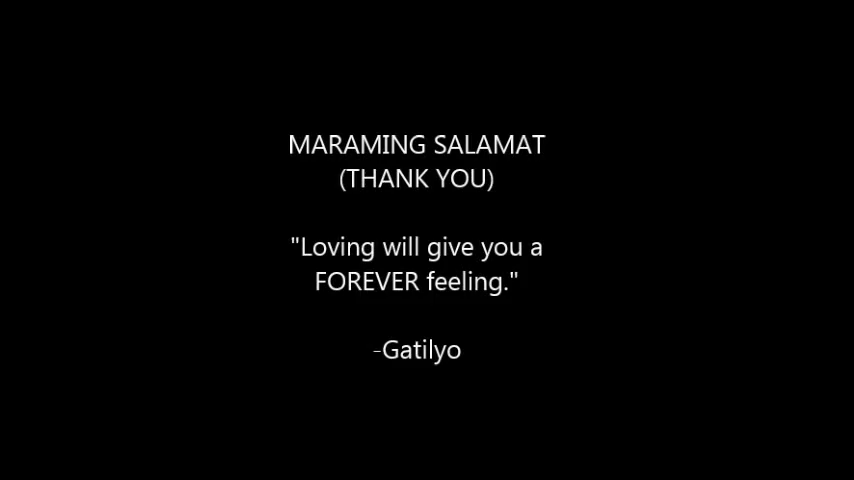 MARAMING SALAMAT
(THANK YOU)
"Loving will give you a
FOREVER feeling."
-Gatilyo